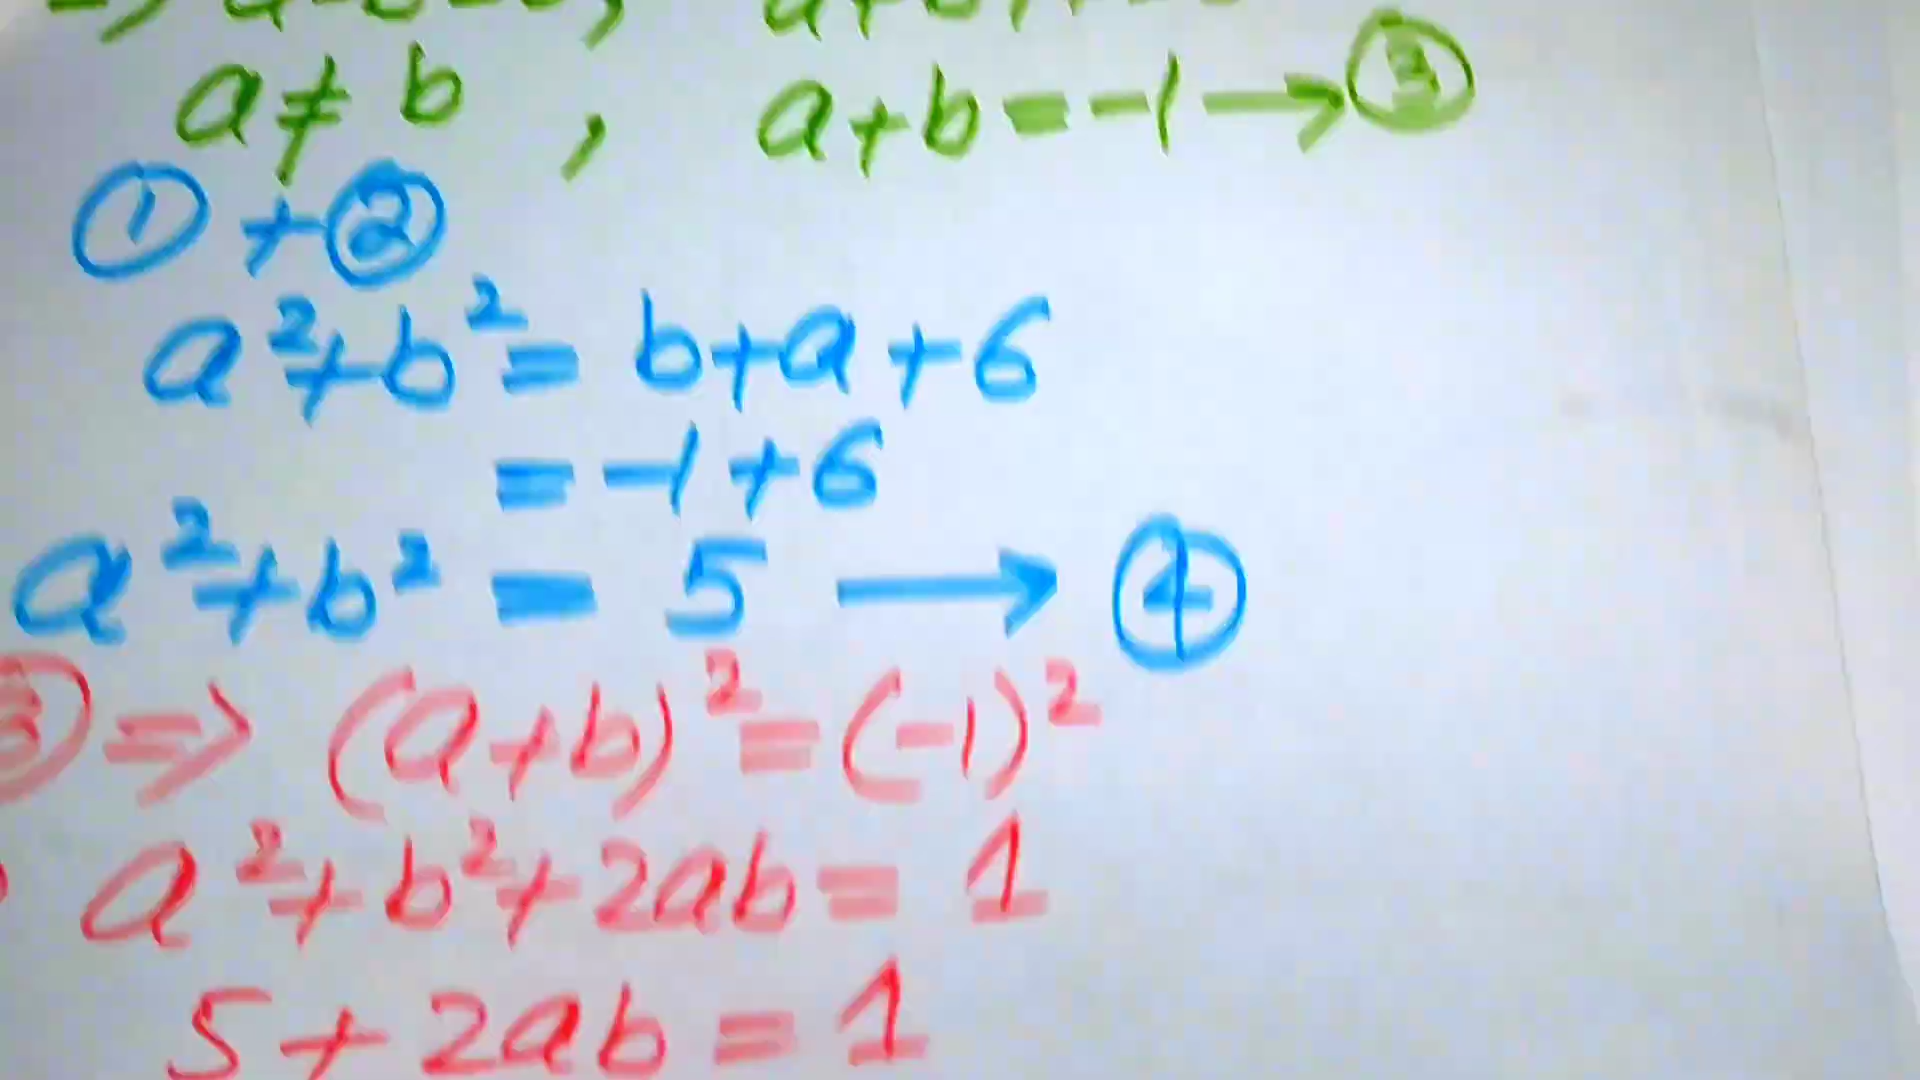 a ≠ b , a+b = -1 → ③
① + ②
a²+b² = b+a+6
= -1+6
a²+b² = 5 → ④
③ ⇒ (a+b)² = (-1)²
a²+b²+2ab = 1
5+2ab = 1